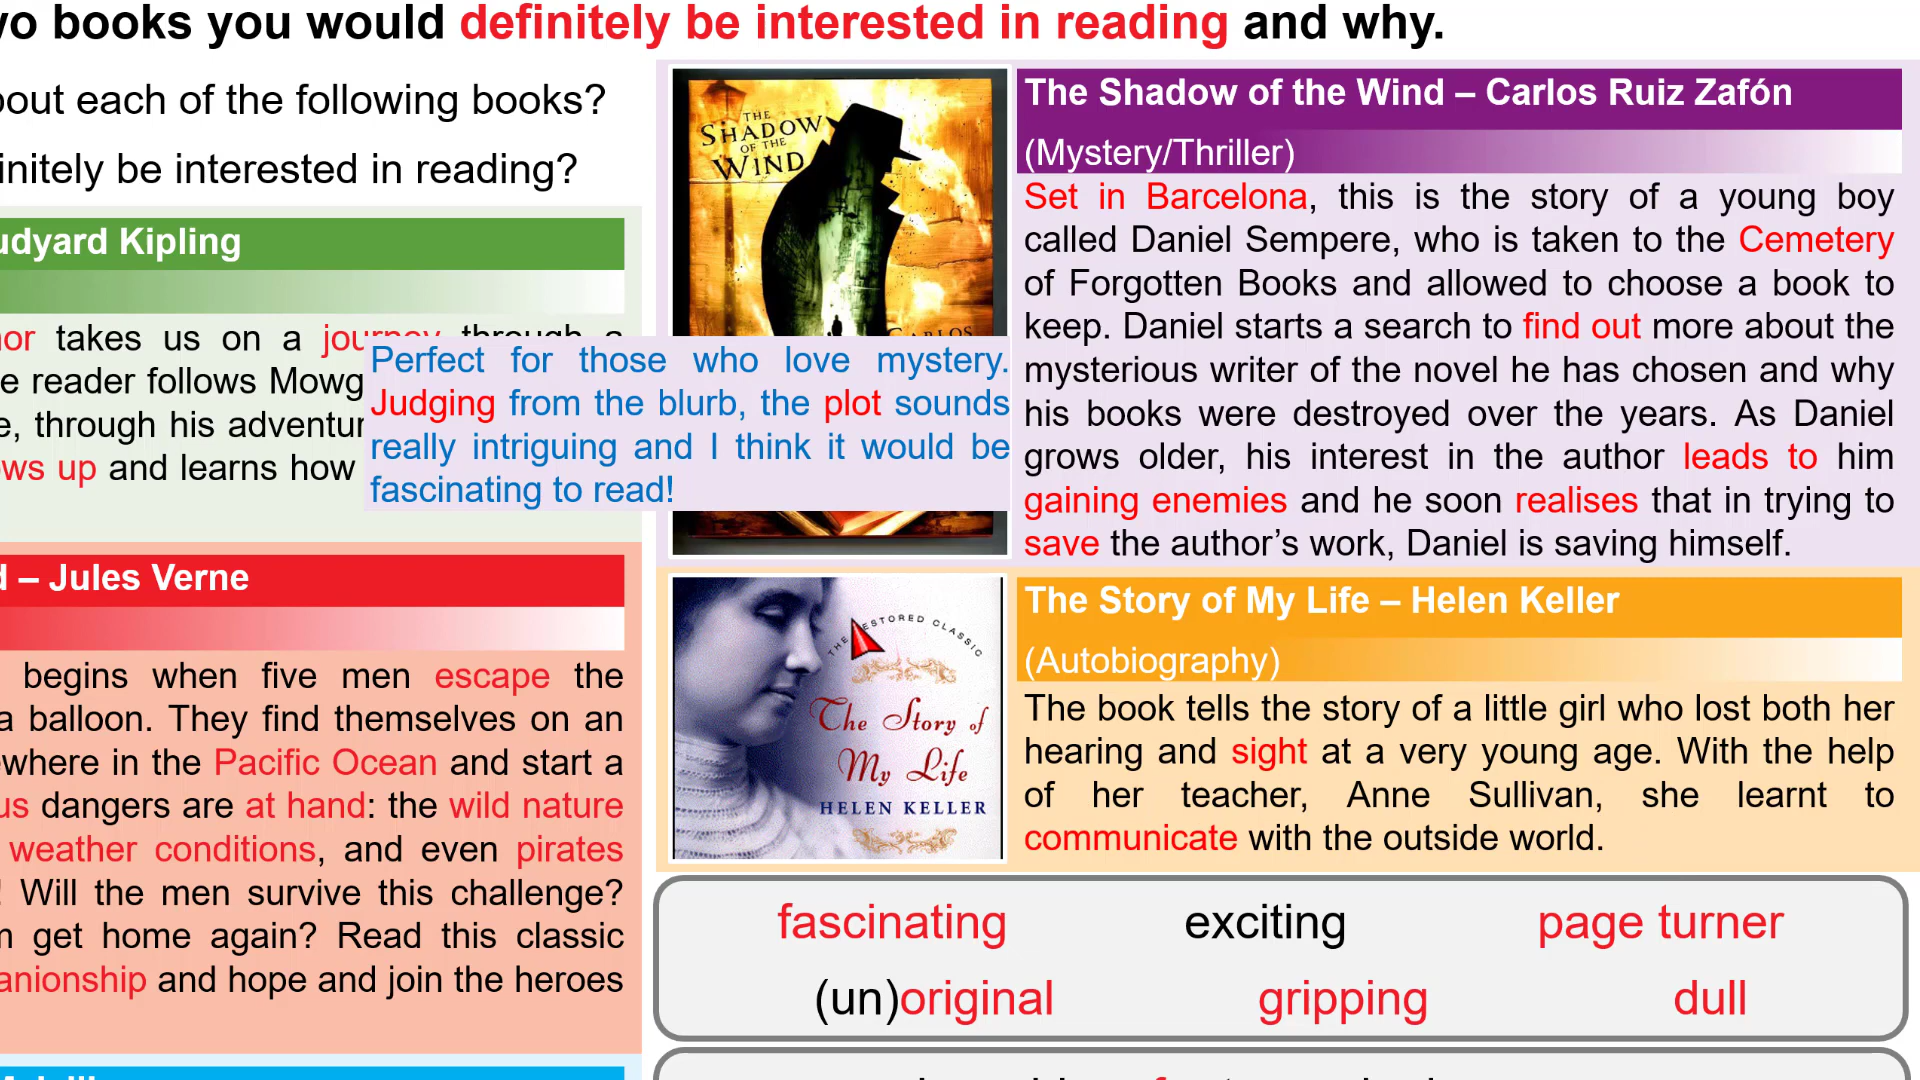 books you would definitely be interested in reading and why.
each of the following books?
be interested in reading?
Kipling
takes us on a journey through a
reader follows
through his
up and learns how
– Jules Verne
begins when five men escape the
a balloon. They find themselves on an
in the Pacific Ocean and start a
dangers are at hand: the wild nature
weather conditions, and even pirates
Will the men survive this challenge?
get home again? Read this classic
and hope and join the heroes
THE
SHADOW
OF THE
WIND
CARLOS
Perfect for those who love mystery.
Judging from the blurb, the plot sounds
really intriguing and I think it would be
fascinating to read!
The Shadow of the Wind – Carlos Ruiz Zafón
(Mystery/Thriller)
Set in Barcelona, this is the story of a young boy
called Daniel Sempere, who is taken to the Cemetery
of Forgotten Books and allowed to choose a book to
keep. Daniel starts a search to find out more about the
mysterious writer of the novel he has chosen and why
his books were destroyed over the years. As Daniel
grows older, his interest in the author leads to him
gaining enemies and he soon realises that in trying to
save the author’s work, Daniel is saving himself.
THE RESTORED CLASSIC
The Story of
My Life
HELEN KELLER
The Story of My Life – Helen Keller
(Autobiography)
The book tells the story of a little girl who lost both her
hearing and sight at a very young age. With the help
of her teacher, Anne Sullivan, she learnt to
communicate with the outside world.
fascinating exciting page turner
(un)original gripping dull